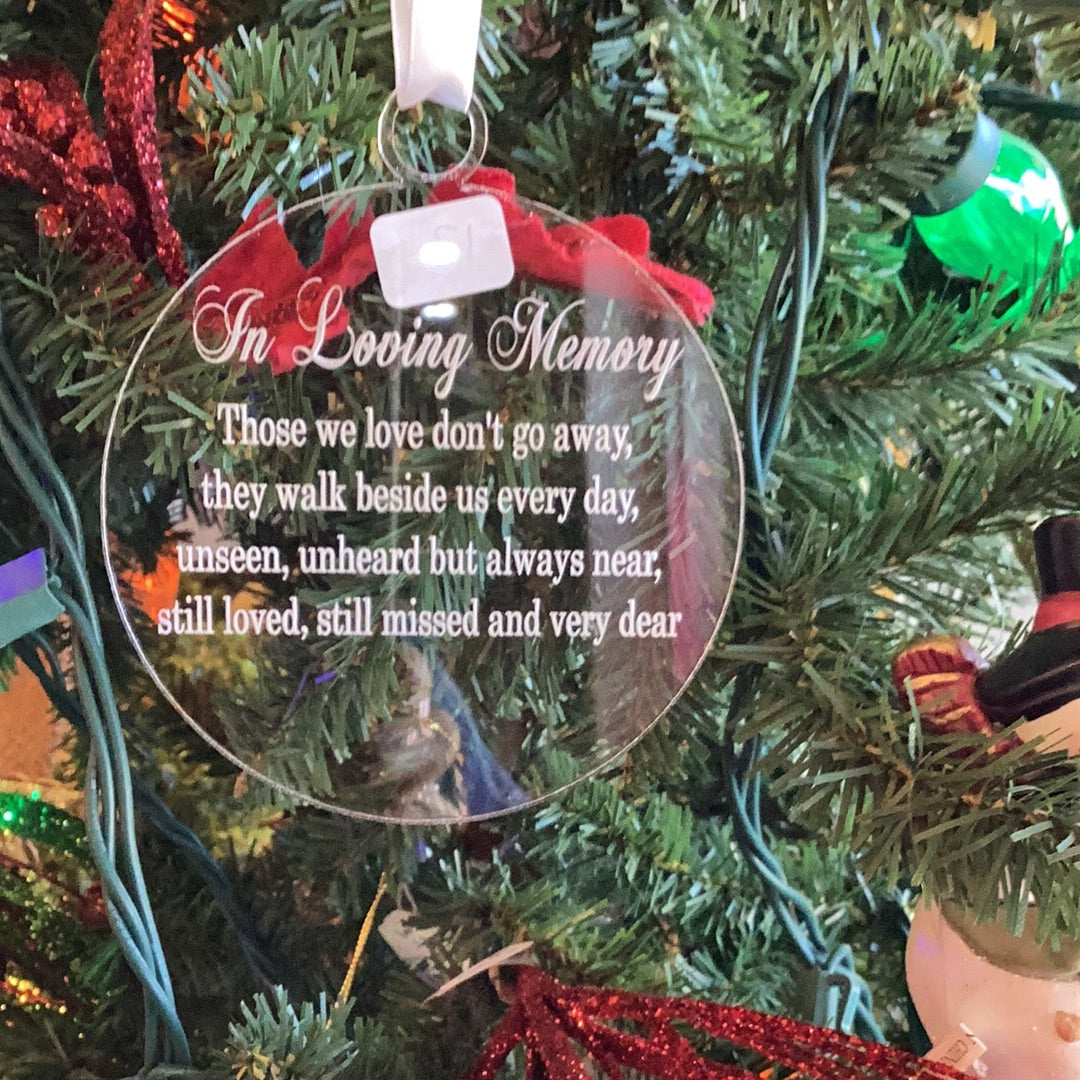 In Loving Memory
Those we love don't go away,
they walk beside us every day,
unseen, unheard but always near,
still loved, still missed and very dear